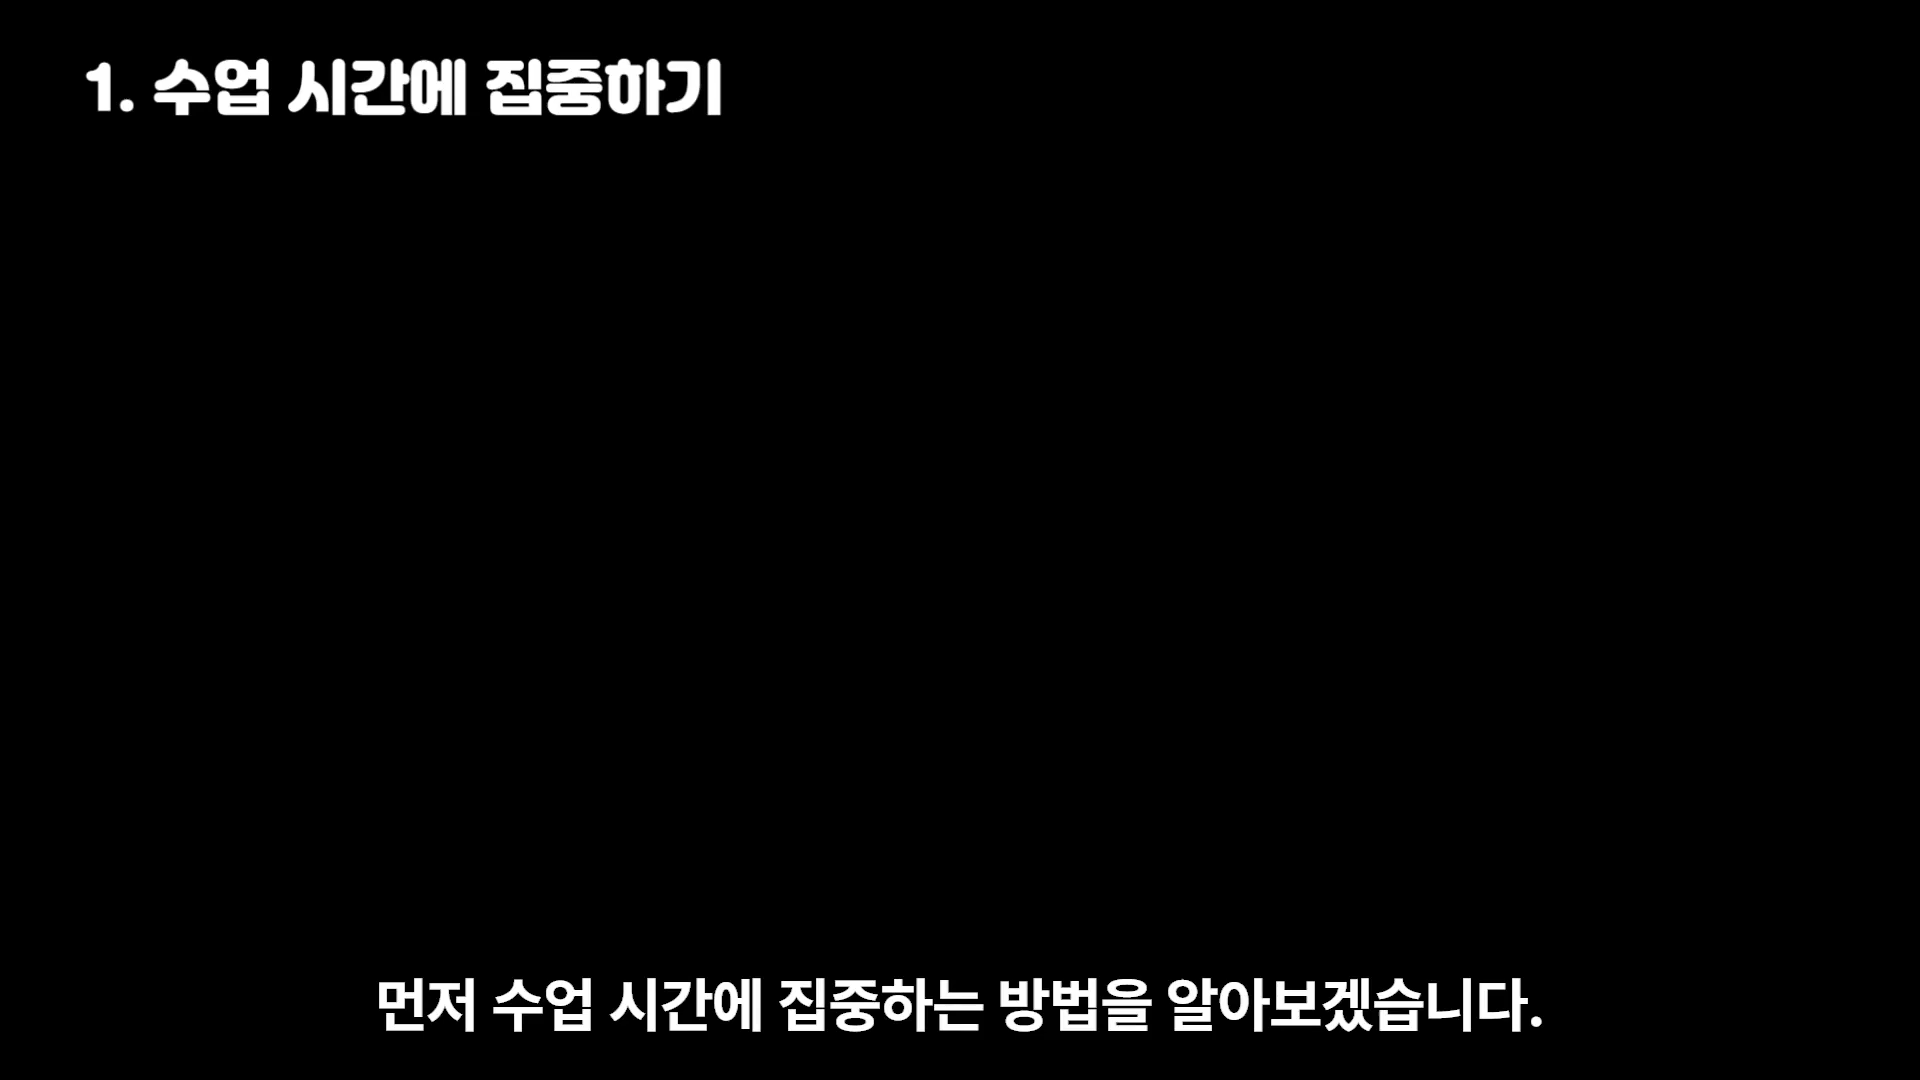 1. 수업 시간에 집중하기
먼저 수업 시간에 집중하는 방법을 알아보겠습니다.